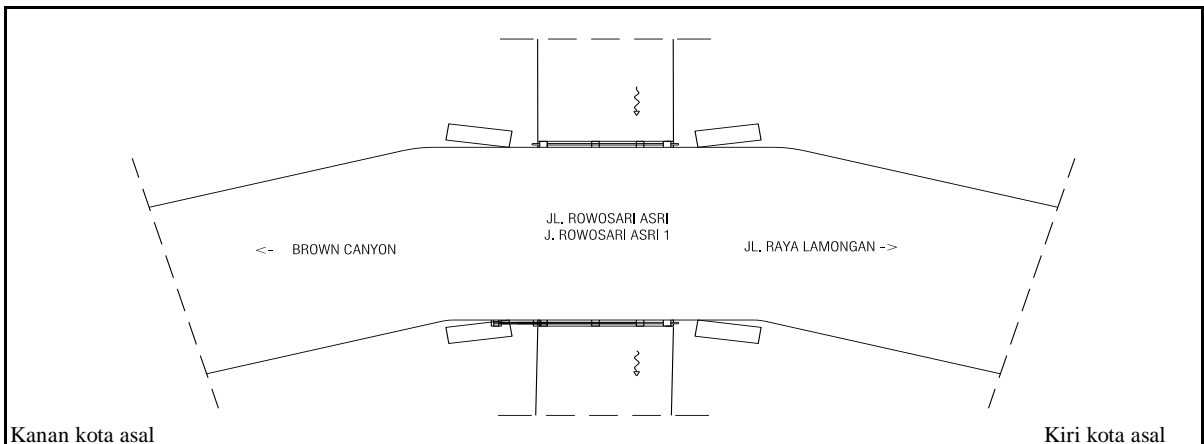 JL. ROWOSARI ASRI
J. ROWOSARI ASRI 1
<- BROWN CANYON
JL. RAYA LAMONGAN ->
Kanan kota asal
Kiri kota asal